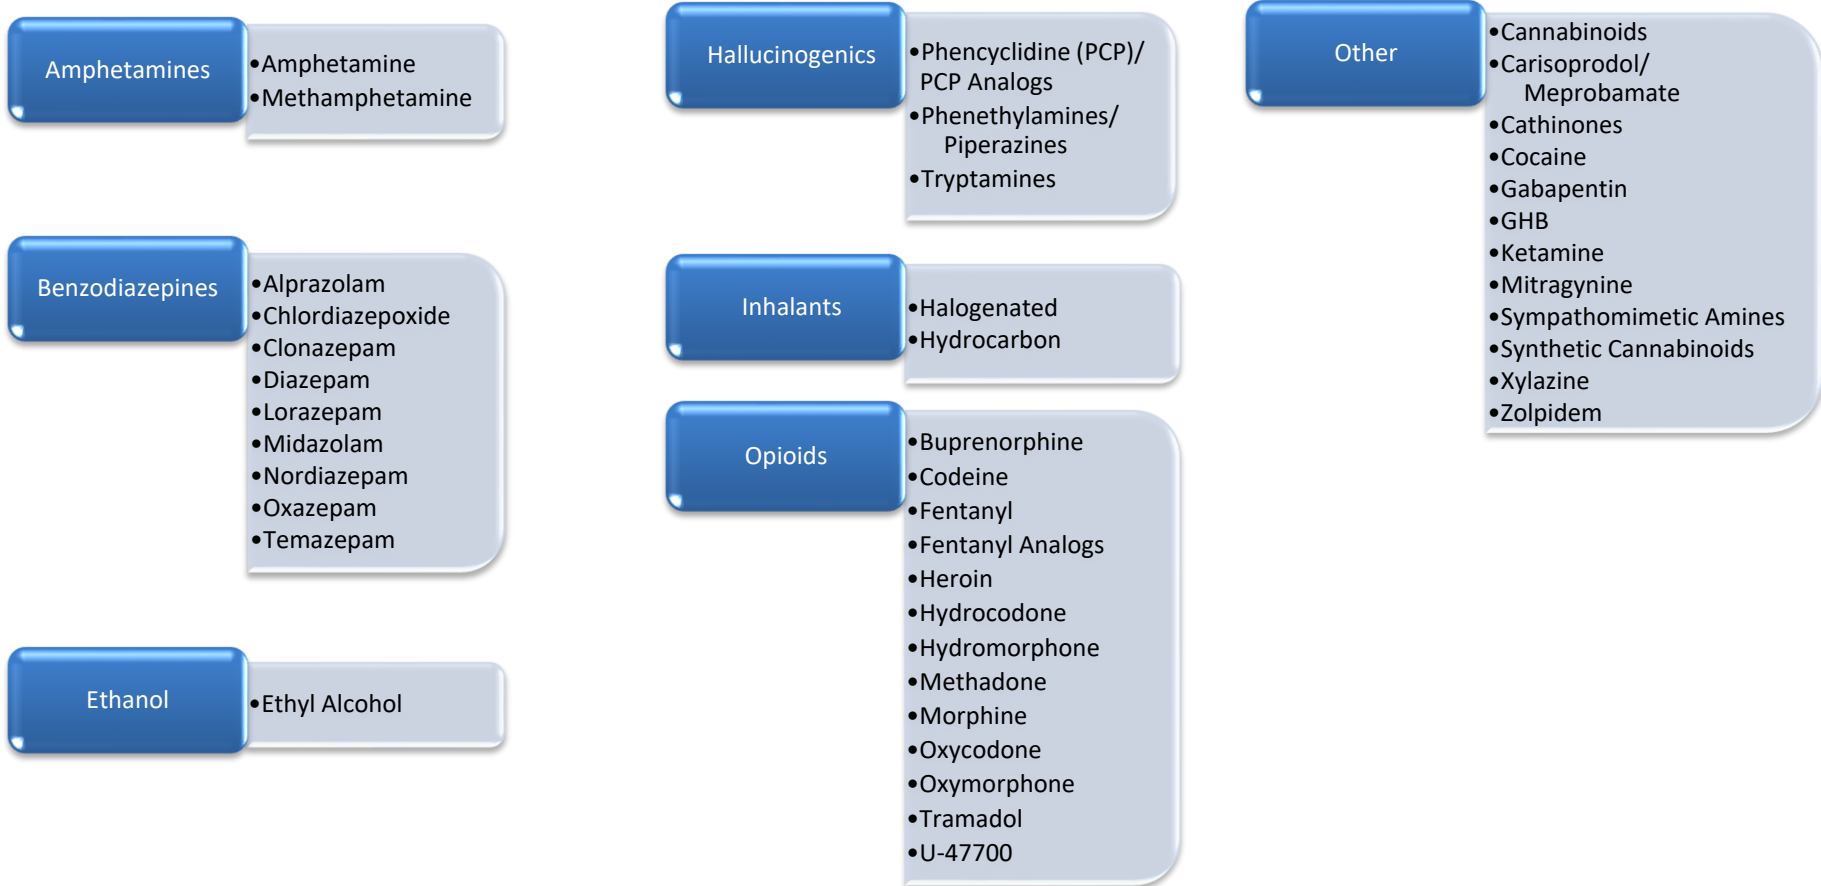 Amphetamines
•Amphetamine
•Methamphetamine
Benzodiazepines
•Alprazolam
•Chlordiazepoxide
•Clonazepam
•Diazepam
•Lorazepam
•Midazolam
•Nordiazepam
•Oxazepam
•Temazepam
Ethanol
•Ethyl Alcohol
Hallucinogenics
•Phencyclidine (PCP)/
PCP Analogs
•Phenethylamines/
Piperazines
•Tryptamines
Inhalants
•Halogenated
•Hydrocarbon
Opioids
•Buprenorphine
•Codeine
•Fentanyl
•Fentanyl Analogs
•Heroin
•Hydrocodone
•Hydromorphone
•Methadone
•Morphine
•Oxycodone
•Oxymorphone
•Tramadol
•U-47700
Other
•Cannabinoids
•Carisoprodol/
Meprobamate
•Cathinones
•Cocaine
•Gabapentin
•GHB
•Ketamine
•Mitragynine
•Sympathomimetic Amines
•Synthetic Cannabinoids
•Xylazine
•Zolpidem